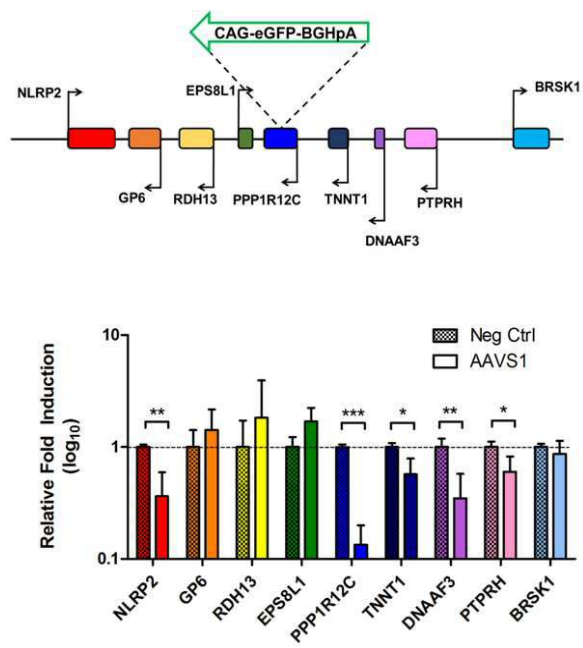 CAG-eGFP-BGHpA
NLRP2
EPS8L1
BRSK1
GP6
RDH13
PPP1R12C
TNNT1
PTPRH
DNAAF3
10
1
0.1
Relative Fold Induction
(log10)
Neg Ctrl
AAVS1
**
***
*
**
*
NLRP2
GP6
RDH13
EPS8L1
PPP1R12C
TNNT1
DNAAF3
PTPRH
BRSK1